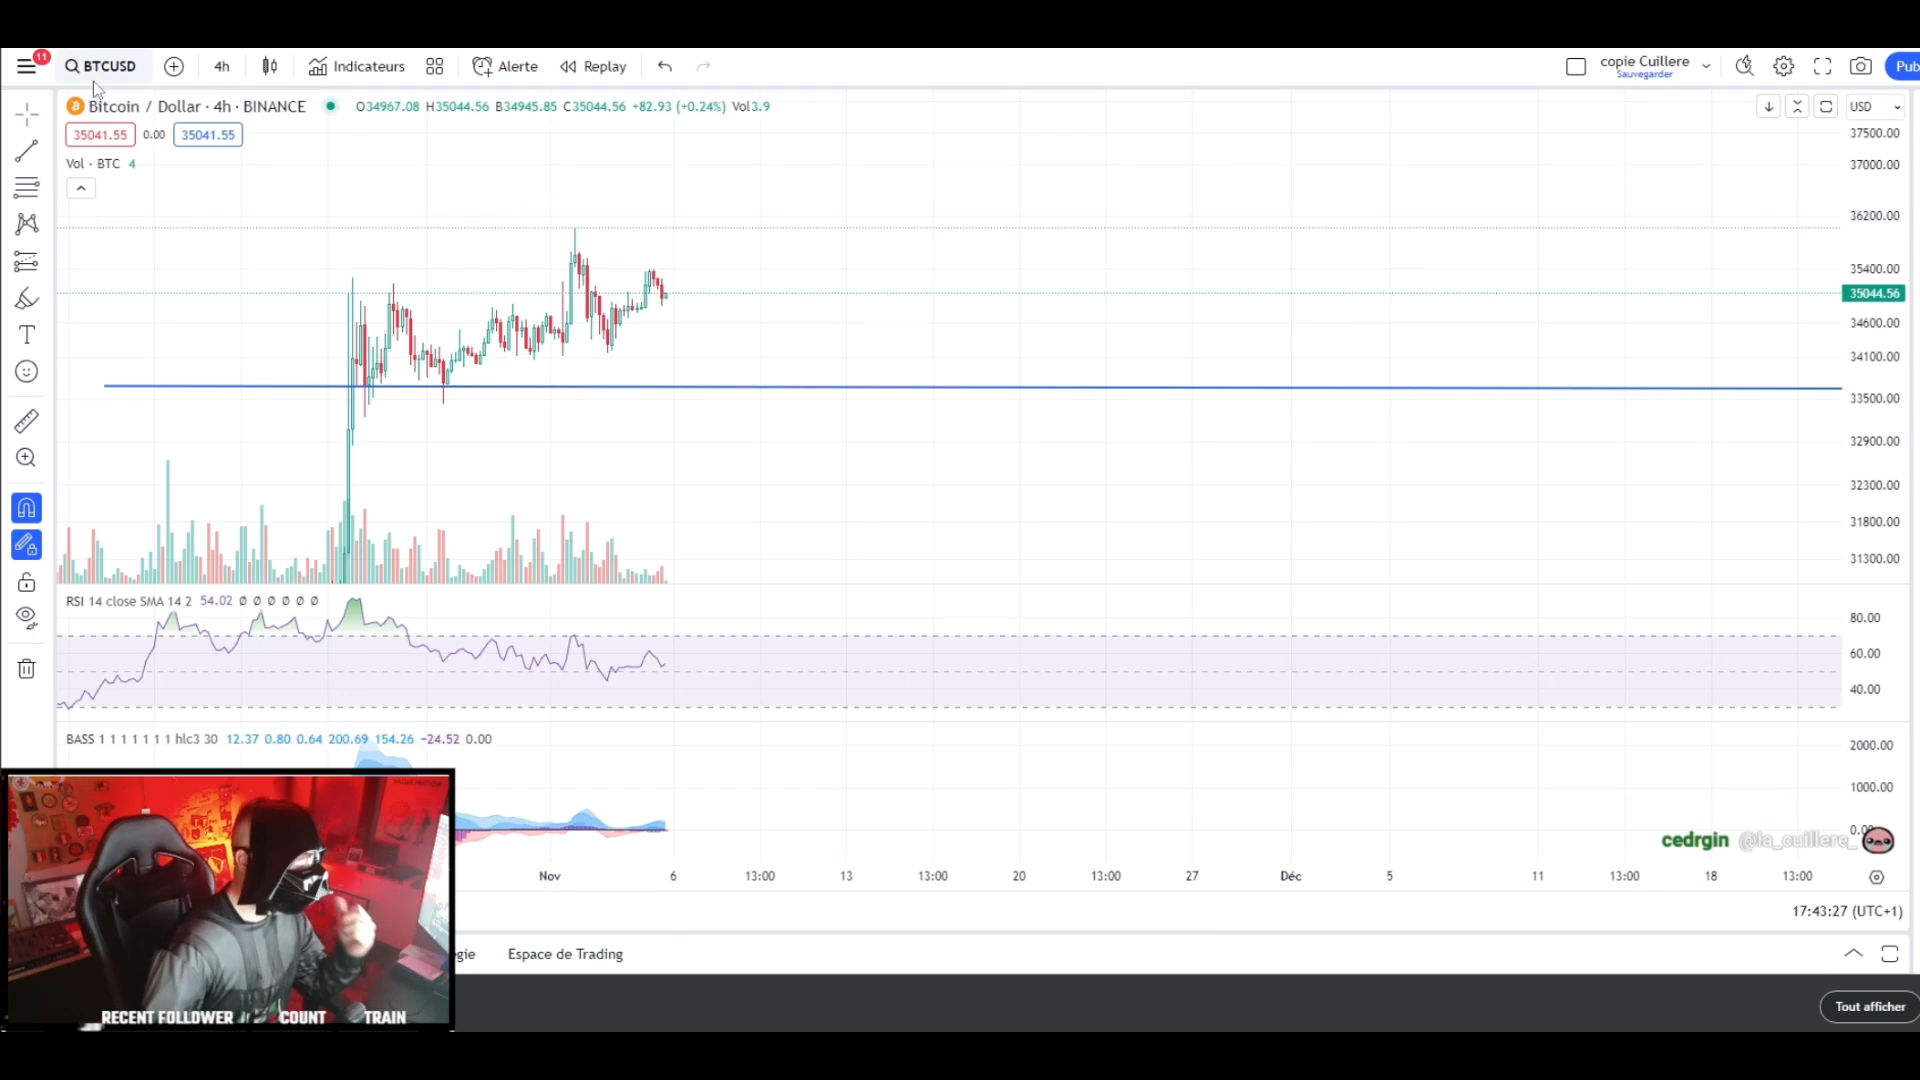 11
BTCUSD
4h
Indicateurs
Alerte
Replay
copie Cuillere
Sauvegarder
Pub
Bitcoin / Dollar · 4h · BINANCE
O34967.08 H35044.56 B34945.85 C35044.56 +82.93 (+0.24%) Vol3.9
USD
35041.55 0.00 35041.55
Vol · BTC 4
37500.00
37000.00
36200.00
35400.00
35044.56
34600.00
34100.00
33500.00
32900.00
32300.00
31800.00
31300.00
RSI 14 close SMA 14 2 54.02 Ø Ø Ø Ø Ø Ø
80.00
60.00
40.00
BASS 1 1 1 1 1 1 1 hlc3 30 12.37 0.80 0.64 200.69 154.26 −24.52 0.00
2000.00
1000.00
cedrgin @la_cuillere_
Nov 6 13:00 13 13:00 20 13:00 27 Déc 5 11 13:00 18 13:00
17:43:27 (UTC+1)
gie
Espace de Trading
Tout afficher
RECENT FOLLOWER COUNT TRAIN